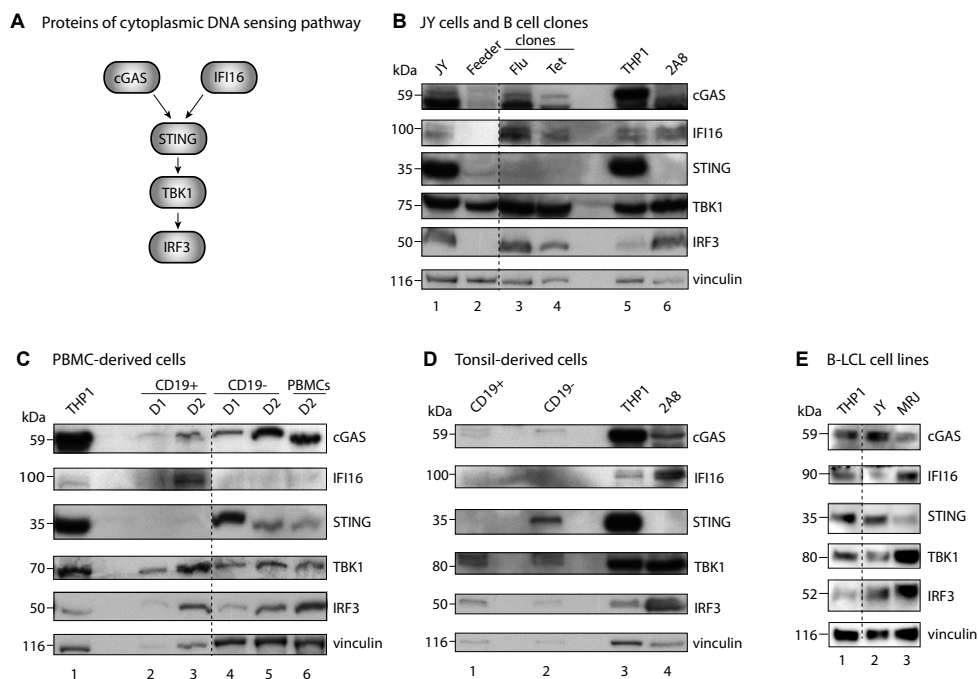 A Proteins of cytoplasmic DNA sensing pathway
cGAS IFI16
STING
TBK1
IRF3
B JY cells and B cell clones
clones
kDa JY Feeder Flu Tet THP1 2A8
59 cGAS
100 IFI16
35 STING
75 TBK1
50 IRF3
116 vinculin
1 2 3 4 5 6
C PBMC-derived cells
CD19+ CD19- PBMCs
kDa THP1 D1 D2 D1 D2 D2
59 cGAS
100 IFI16
35 STING
70 TBK1
50 IRF3
116 vinculin
1 2 3 4 5 6
D Tonsil-derived cells
kDa CD19+ CD19- THP1 2A8
59 cGAS
100 IFI16
35 STING
80 TBK1
50 IRF3
116 vinculin
1 2 3 4
E B-LCL cell lines
kDa THP1 JY MRJ
59 cGAS
90 IFI16
35 STING
80 TBK1
52 IRF3
116 vinculin
1 2 3